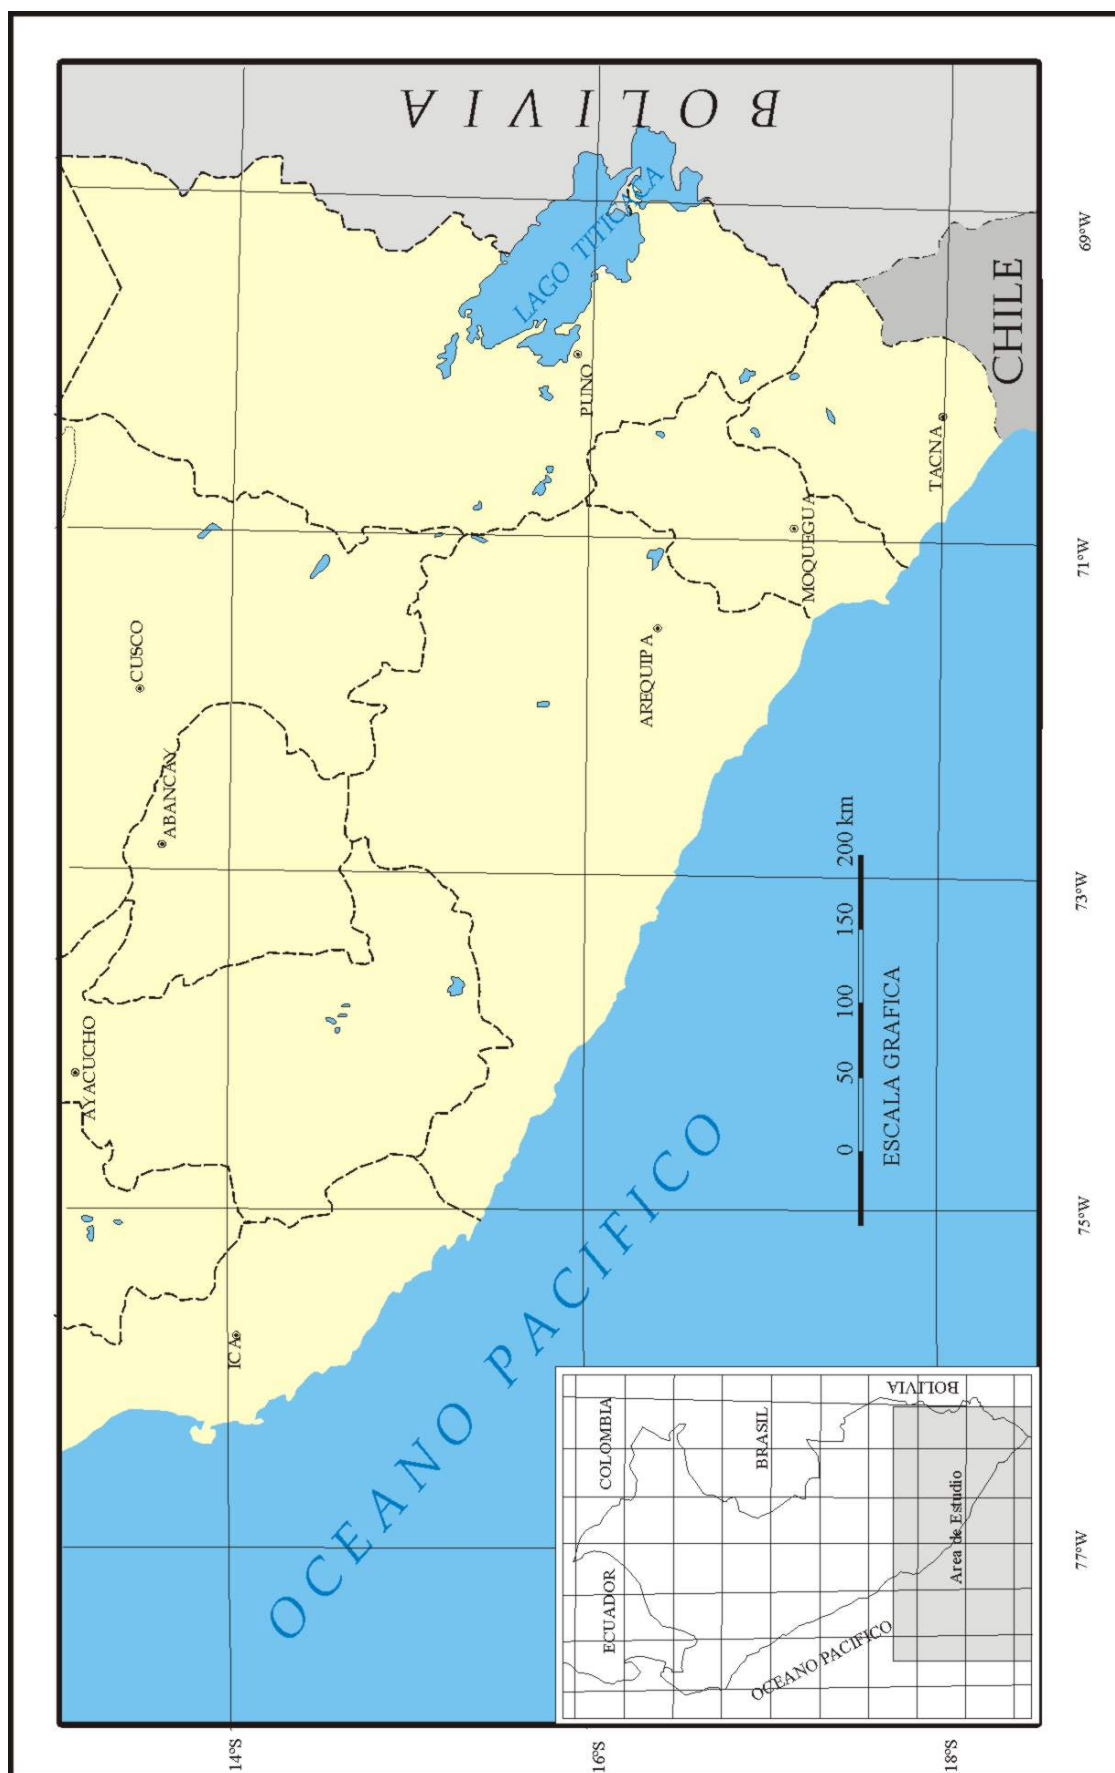 BOLIVIA
LAGO TITICACA
CHILE
PUNO
TACNA
MOQUEGUA
AREQUIPA
CUSCO
ABANCAY
AYACUCHO
ICA
OCEANO PACIFICO
0 50 100 150 200 km
ESCALA GRAFICA
COLOMBIA
ECUADOR
BRASIL
BOLIVIA
OCEANO PACIFICO
Area de Estudio
14°S
16°S
18°S
77°W
75°W
73°W
71°W
69°W